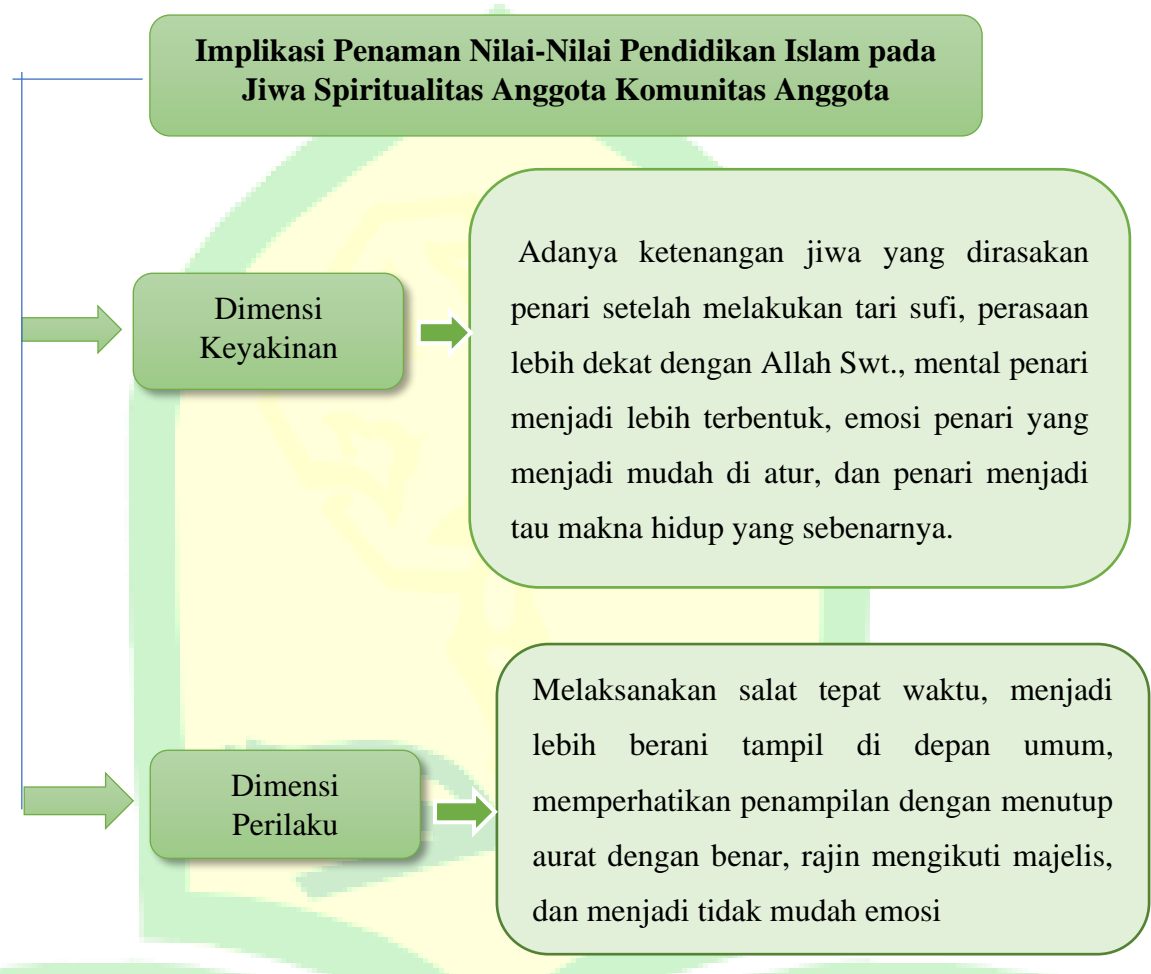 Implikasi Penaman Nilai-Nilai Pendidikan Islam pada
Jiwa Spiritualitas Anggota Komunitas Anggota
Dimensi
Keyakinan
Adanya ketenangan jiwa yang dirasakan
penari setelah melakukan tari sufi, perasaan
lebih dekat dengan Allah Swt., mental penari
menjadi lebih terbentuk, emosi penari yang
menjadi mudah di atur, dan penari menjadi
tau makna hidup yang sebenarnya.
Dimensi
Perilaku
Melaksanakan salat tepat waktu, menjadi
lebih berani tampil di depan umum,
memperhatikan penampilan dengan menutup
aurat dengan benar, rajin mengikuti majelis,
dan menjadi tidak mudah emosi